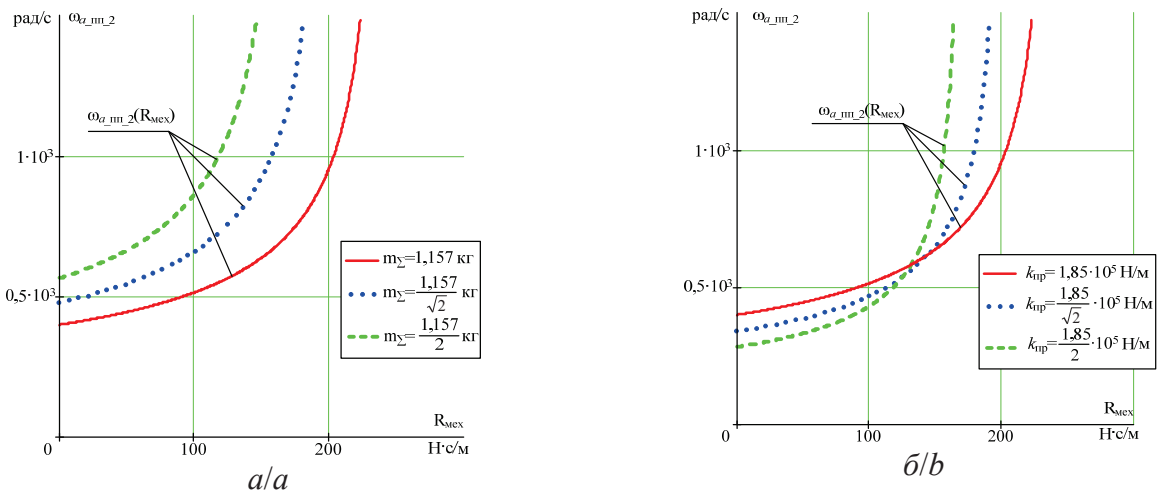 рад/с
ω_a_пп_2
ω_a_пп_2(R_мех)
1·10³
0,5·10³
m_Σ=1,157 кг
m_Σ=1,157/√2 кг
m_Σ=1,157/2 кг
R_мех
0
100
200
Н·с/м
а/a
рад/с
ω_a_пп_2
ω_a_пп_2(R_мех)
1·10³
0,5·10³
k_пр=1,85·10⁵ Н/м
k_пр=1,85/√2·10⁵ Н/м
k_пр=1,85/2·10⁵ Н/м
R_мех
0
100
200
Н·с/м
б/b